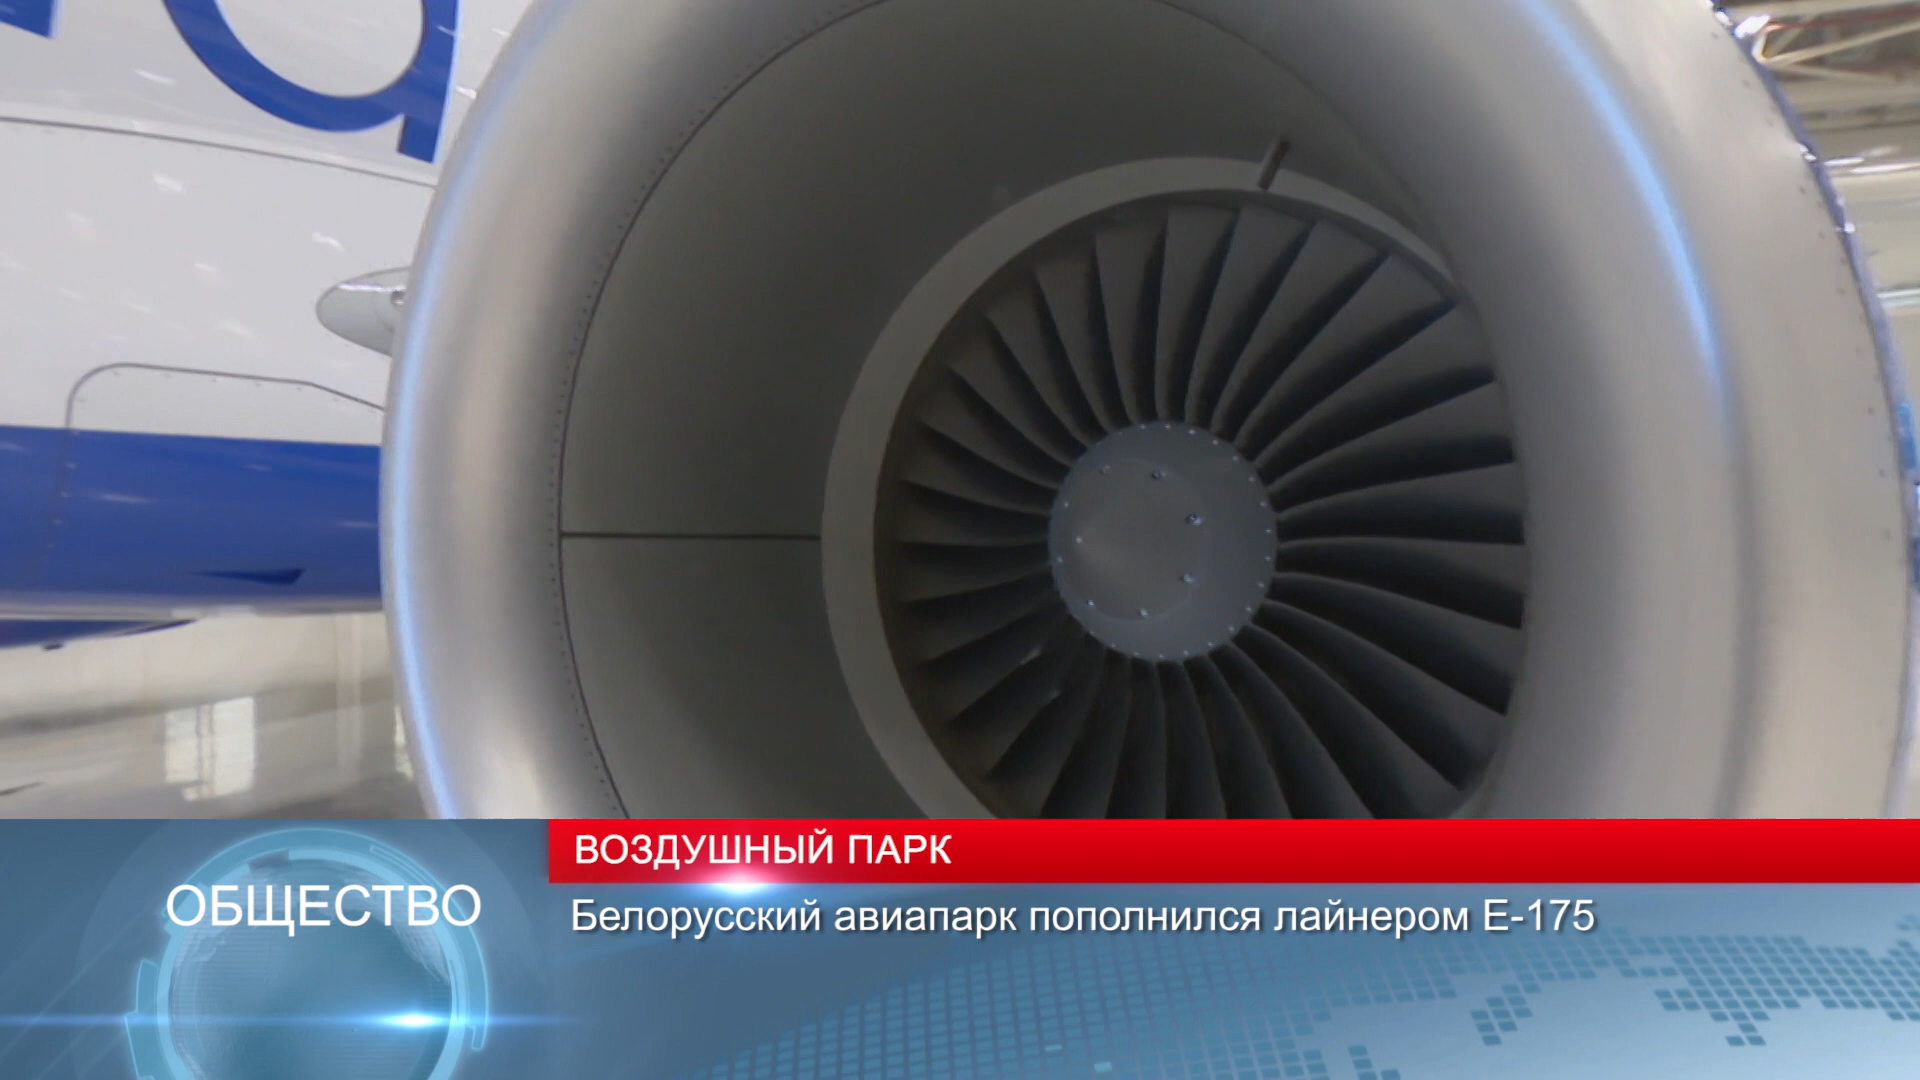 ВОЗДУШНЫЙ ПАРК
ОБЩЕСТВО
Белорусский авиапарк пополнился лайнером Е-175